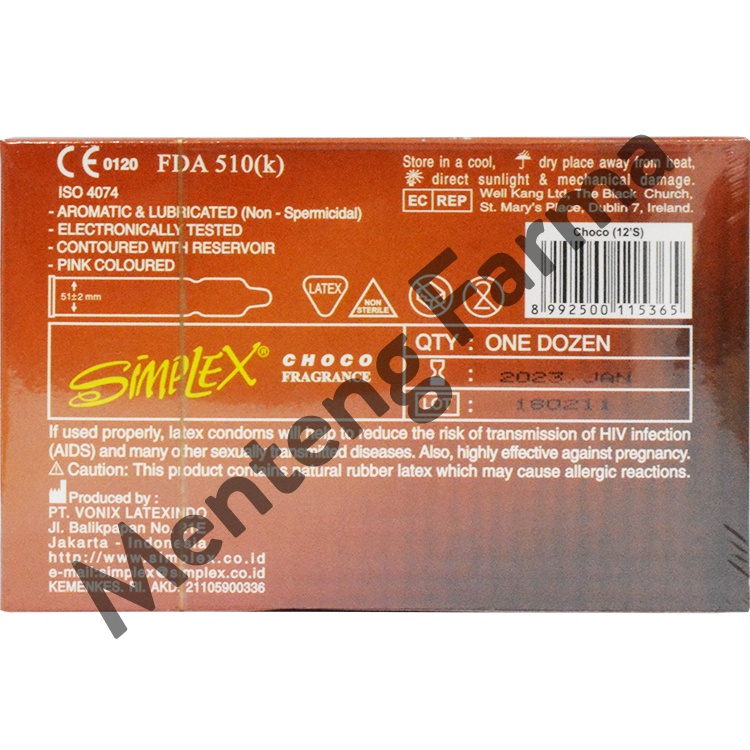 CE 0120 FDA 510(k)
ISO 4074
- AROMATIC & LUBRICATED (Non - Spermicidal)
- ELECTRONICALLY TESTED
- CONTOURED WITH RESERVOIR
- PINK COLOURED
51±2 mm
LATEX
NON STERILE
2
Store in a cool, dry place away from heat,
direct sunlight & mechanical damage.
EC REP
Well Kang Ltd, The Black Church,
St. Mary's Place, Dublin 7, Ireland.
Choco (12'S)
8 992500 115365
SimPLEX® CHOCO
FRAGRANCE
QTY : ONE DOZEN
: 2023 JAN
LOT : 180211
If used properly, latex condoms will help to reduce the risk of transmission of HIV infection
(AIDS) and many other sexually transmitted diseases. Also, highly effective against pregnancy.
⚠ Caution: This product contains natural rubber latex which may cause allergic reactions.
Produced by :
PT. VONIX LATEXINDO
Jl. Balikpapan No. 21E
Jakarta - Indonesia
http://www.simplex.co.id
e-mail:simplex@simplex.co.id
KEMENKES. RI. AKD. 21105900336
Menteng Farma